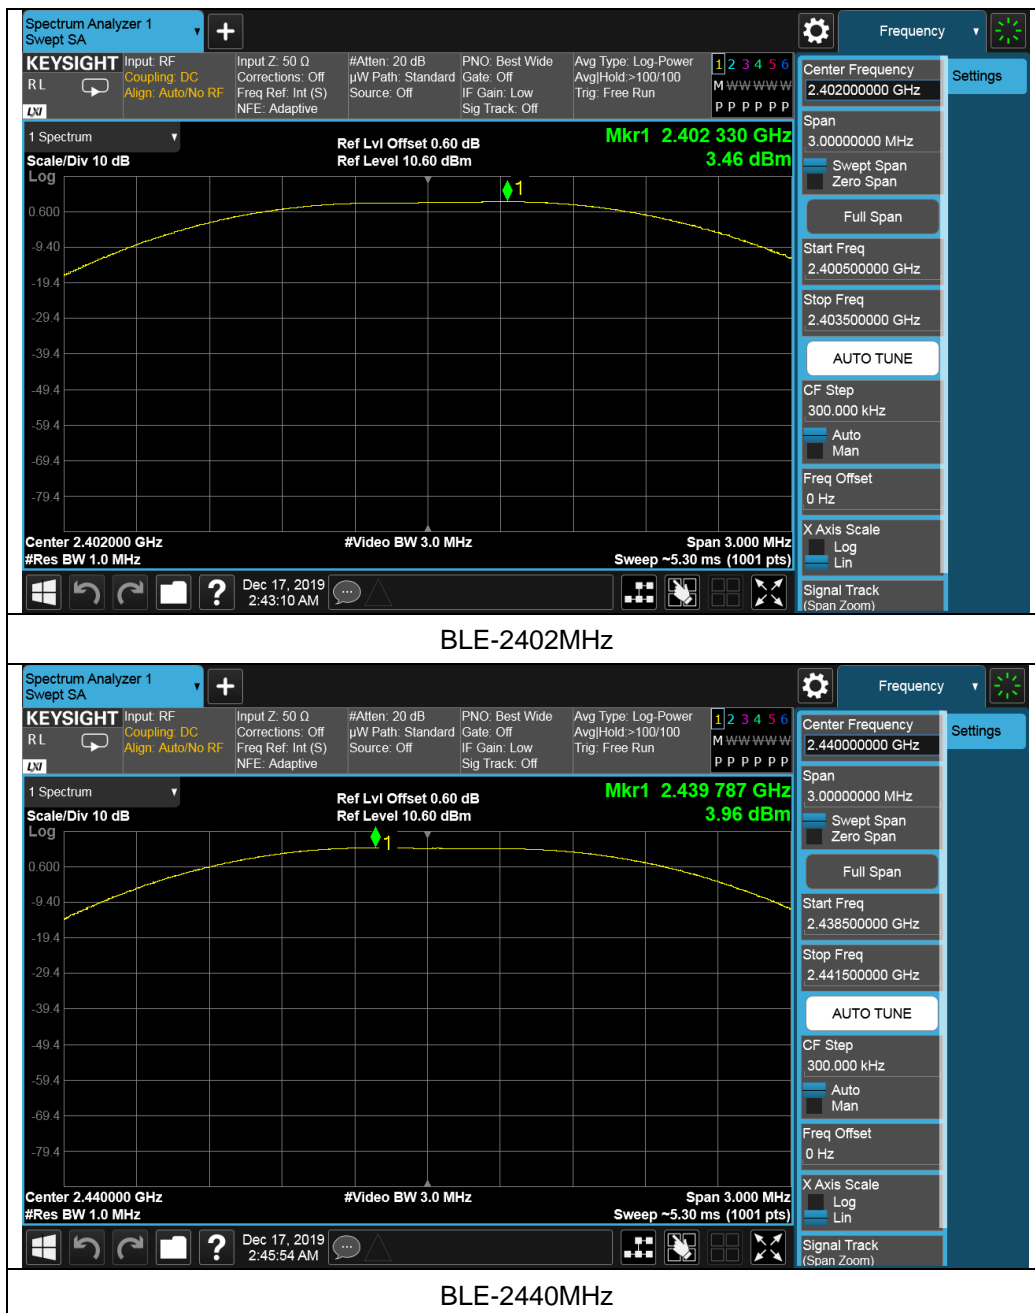 Spectrum Analyzer 1
Swept SA
Frequency
KEYSIGHT
RL
LXI
Input: RF
Coupling: DC
Align: Auto/No RF
Input Z: 50 Ω
Corrections: Off
Freq Ref: Int (S)
NFE: Adaptive
#Atten: 20 dB
µW Path: Standard
Source: Off
PNO: Best Wide
Gate: Off
IF Gain: Low
Sig Track: Off
Avg Type: Log-Power
Avg|Hold:>100/100
Trig: Free Run
1 2 3 4 5 6
M W W W W W
P P P P P P
Center Frequency
2.402000000 GHz
Settings
Span
3.00000000 MHz
Swept Span
Zero Span
Full Span
Start Freq
2.400500000 GHz
Stop Freq
2.403500000 GHz
AUTO TUNE
CF Step
300.000 kHz
Auto
Man
Freq Offset
0 Hz
X Axis Scale
Log
Lin
Signal Track
(Span Zoom)
1 Spectrum
Scale/Div 10 dB
Log
Ref Lvl Offset 0.60 dB
Ref Level 10.60 dBm
Mkr1 2.402 330 GHz
3.46 dBm
1
0.600
-9.40
-19.4
-29.4
-39.4
-49.4
-59.4
-69.4
-79.4
Center 2.402000 GHz
#Res BW 1.0 MHz
#Video BW 3.0 MHz
Span 3.000 MHz
Sweep ~5.30 ms (1001 pts)
?
Dec 17, 2019
2:43:10 AM
BLE-2402MHz
Spectrum Analyzer 1
Swept SA
Frequency
KEYSIGHT
RL
LXI
Input: RF
Coupling: DC
Align: Auto/No RF
Input Z: 50 Ω
Corrections: Off
Freq Ref: Int (S)
NFE: Adaptive
#Atten: 20 dB
µW Path: Standard
Source: Off
PNO: Best Wide
Gate: Off
IF Gain: Low
Sig Track: Off
Avg Type: Log-Power
Avg|Hold:>100/100
Trig: Free Run
1 2 3 4 5 6
M W W W W W
P P P P P P
Center Frequency
2.440000000 GHz
Settings
Span
3.00000000 MHz
Swept Span
Zero Span
Full Span
Start Freq
2.438500000 GHz
Stop Freq
2.441500000 GHz
AUTO TUNE
CF Step
300.000 kHz
Auto
Man
Freq Offset
0 Hz
X Axis Scale
Log
Lin
Signal Track
(Span Zoom)
1 Spectrum
Scale/Div 10 dB
Log
Ref Lvl Offset 0.60 dB
Ref Level 10.60 dBm
Mkr1 2.439 787 GHz
3.96 dBm
1
0.600
-9.40
-19.4
-29.4
-39.4
-49.4
-59.4
-69.4
-79.4
Center 2.440000 GHz
#Res BW 1.0 MHz
#Video BW 3.0 MHz
Span 3.000 MHz
Sweep ~5.30 ms (1001 pts)
?
Dec 17, 2019
2:45:54 AM
BLE-2440MHz